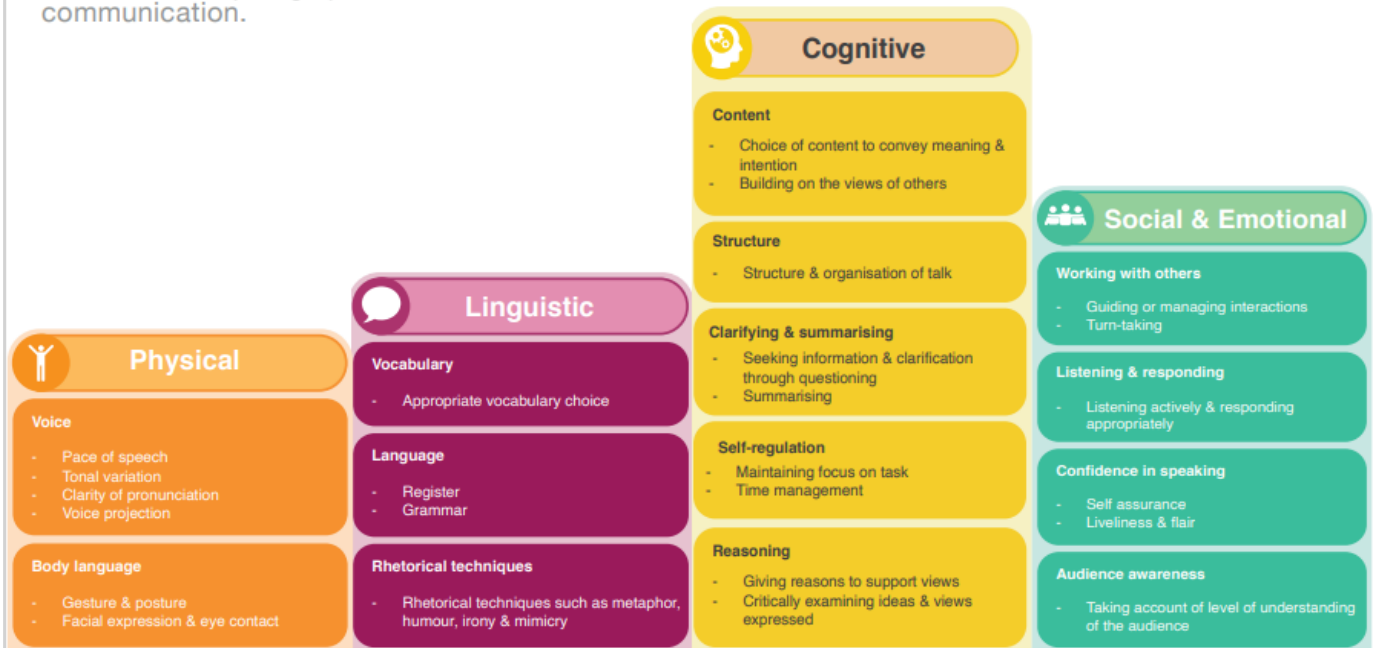 communication.
Physical
Voice
- Pace of speech
- Tonal variation
- Clarity of pronunciation
- Voice projection
Body language
- Gesture & posture
- Facial expression & eye contact
Linguistic
Vocabulary
- Appropriate vocabulary choice
Language
- Register
- Grammar
Rhetorical techniques
- Rhetorical techniques such as metaphor,
humour, irony & mimicry
Cognitive
Content
- Choice of content to convey meaning &
intention
- Building on the views of others
Structure
- Structure & organisation of talk
Clarifying & summarising
- Seeking information & clarification
through questioning
- Summarising
Self-regulation
- Maintaining focus on task
- Time management
Reasoning
- Giving reasons to support views
- Critically examining ideas & views
expressed
Social & Emotional
Working with others
- Guiding or managing interactions
- Turn-taking
Listening & responding
- Listening actively & responding
appropriately
Confidence in speaking
- Self assurance
- Liveliness & flair
Audience awareness
- Taking account of level of understanding
of the audience